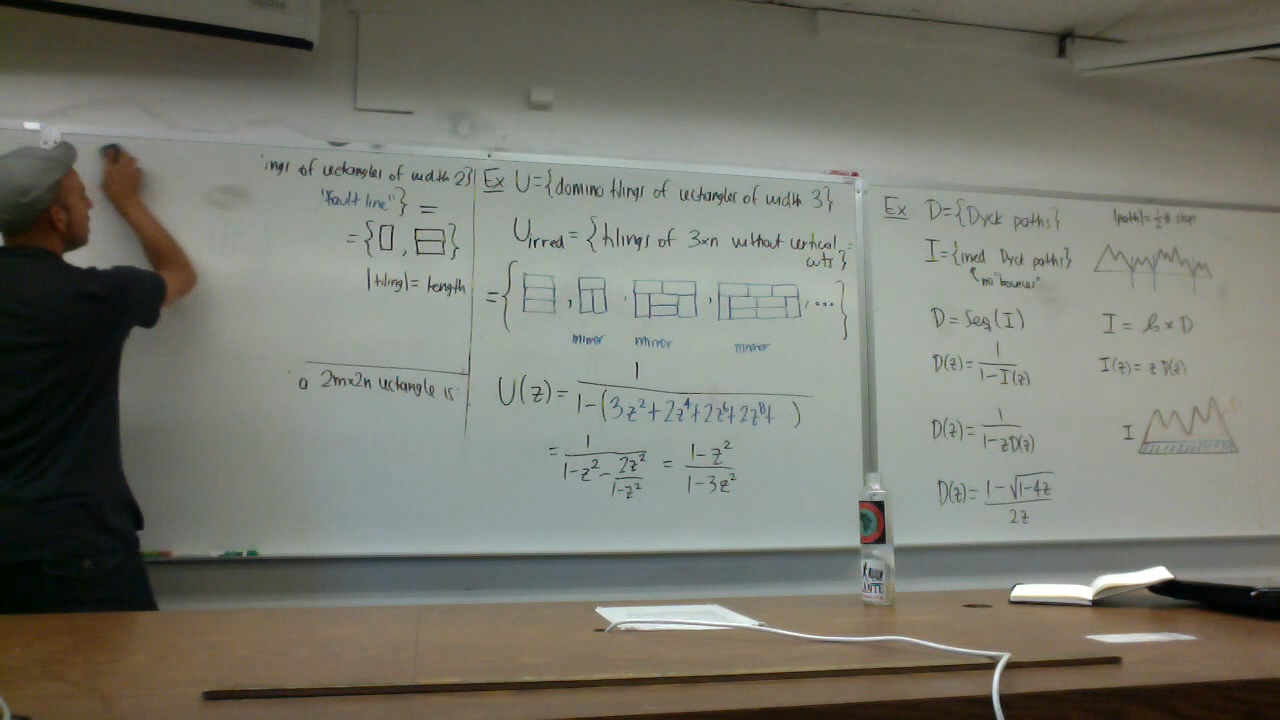 ings of rectangles of width 2}
"Fault line"} =
= { , }
|tiling| = length
2m×2n rectangle is
Ex U = {domino tilings of rectangles of width 3}
U_irred = {tilings of 3×n without vertical
cuts}
= { , , , , ... }
mirror mirror mirror
U(z) = 1 / (1-(3z²+2z⁴+2z⁶+2z⁸+ ))
= 1 / (1-z²-2z²/(1-z²)) = (1-z²)/(1-3z²)
Ex D = {Dyck paths}
|path| = ½ # steps
I = {irred Dyck paths}
no "bounces"
D = Seq(I)
I = z × D
D(z) = 1/(1-I(z))
I(z) = z D(z)
D(z) = 1/(1-zD(z))
I
D(z) = (1-√(1-4z))/2z
ANTE